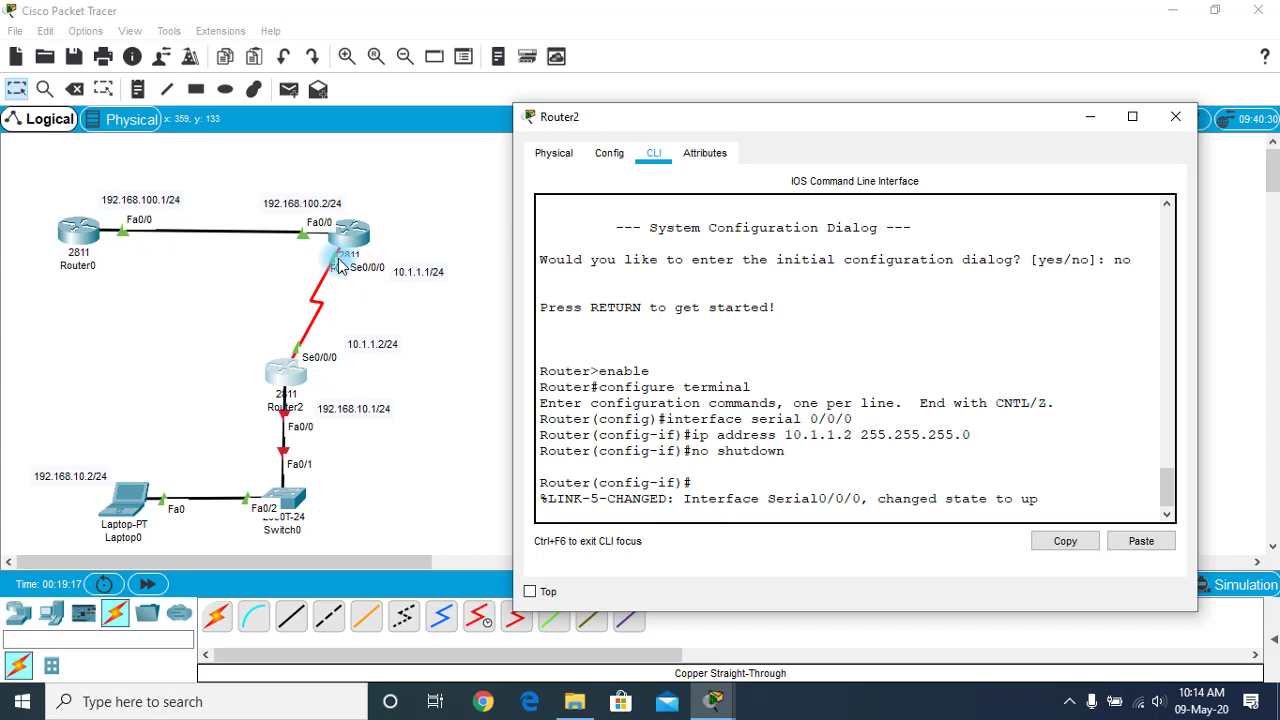 Cisco Packet Tracer
File Edit Options View Tools Extensions Help
?
Logical
Physical
x: 359, y: 133
09:40:30
192.168.100.1/24
192.168.100.2/24
Fa0/0
Fa0/0
2811
Router0
2811
Se0/0/0
10.1.1.1/24
10.1.1.2/24
Se0/0/0
2811
Router2
192.168.10.1/24
Fa0/0
Fa0/1
192.168.10.2/24
Fa0
Fa0/2
Laptop-PT
Laptop0
Switch0
Router2
Physical Config CLI Attributes
IOS Command Line Interface
--- System Configuration Dialog ---
Would you like to enter the initial configuration dialog? [yes/no]: no
Press RETURN to get started!
Router>enable
Router#configure terminal
Enter configuration commands, one per line. End with CNTL/Z.
Router(config)#interface serial 0/0/0
Router(config-if)#ip address 10.1.1.2 255.255.255.0
Router(config-if)#no shutdown
Router(config-if)#
%LINK-5-CHANGED: Interface Serial0/0/0, changed state to up
Ctrl+F6 to exit CLI focus
Copy
Paste
Top
Time: 00:19:17
Simulation
Copper Straight-Through
Type here to search
10:14 AM
09-May-20